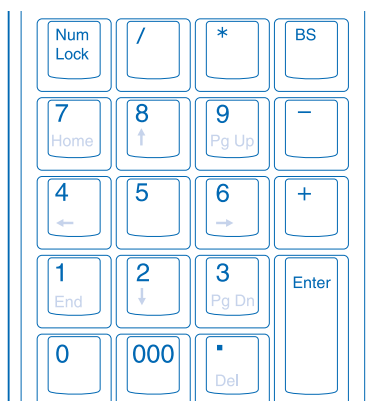 Num Lock / * BS
7 Home 8 ↑ 9 Pg Up −
4 ← 5 6 → +
1 End 2 ↓ 3 Pg Dn Enter
0 000 . Del